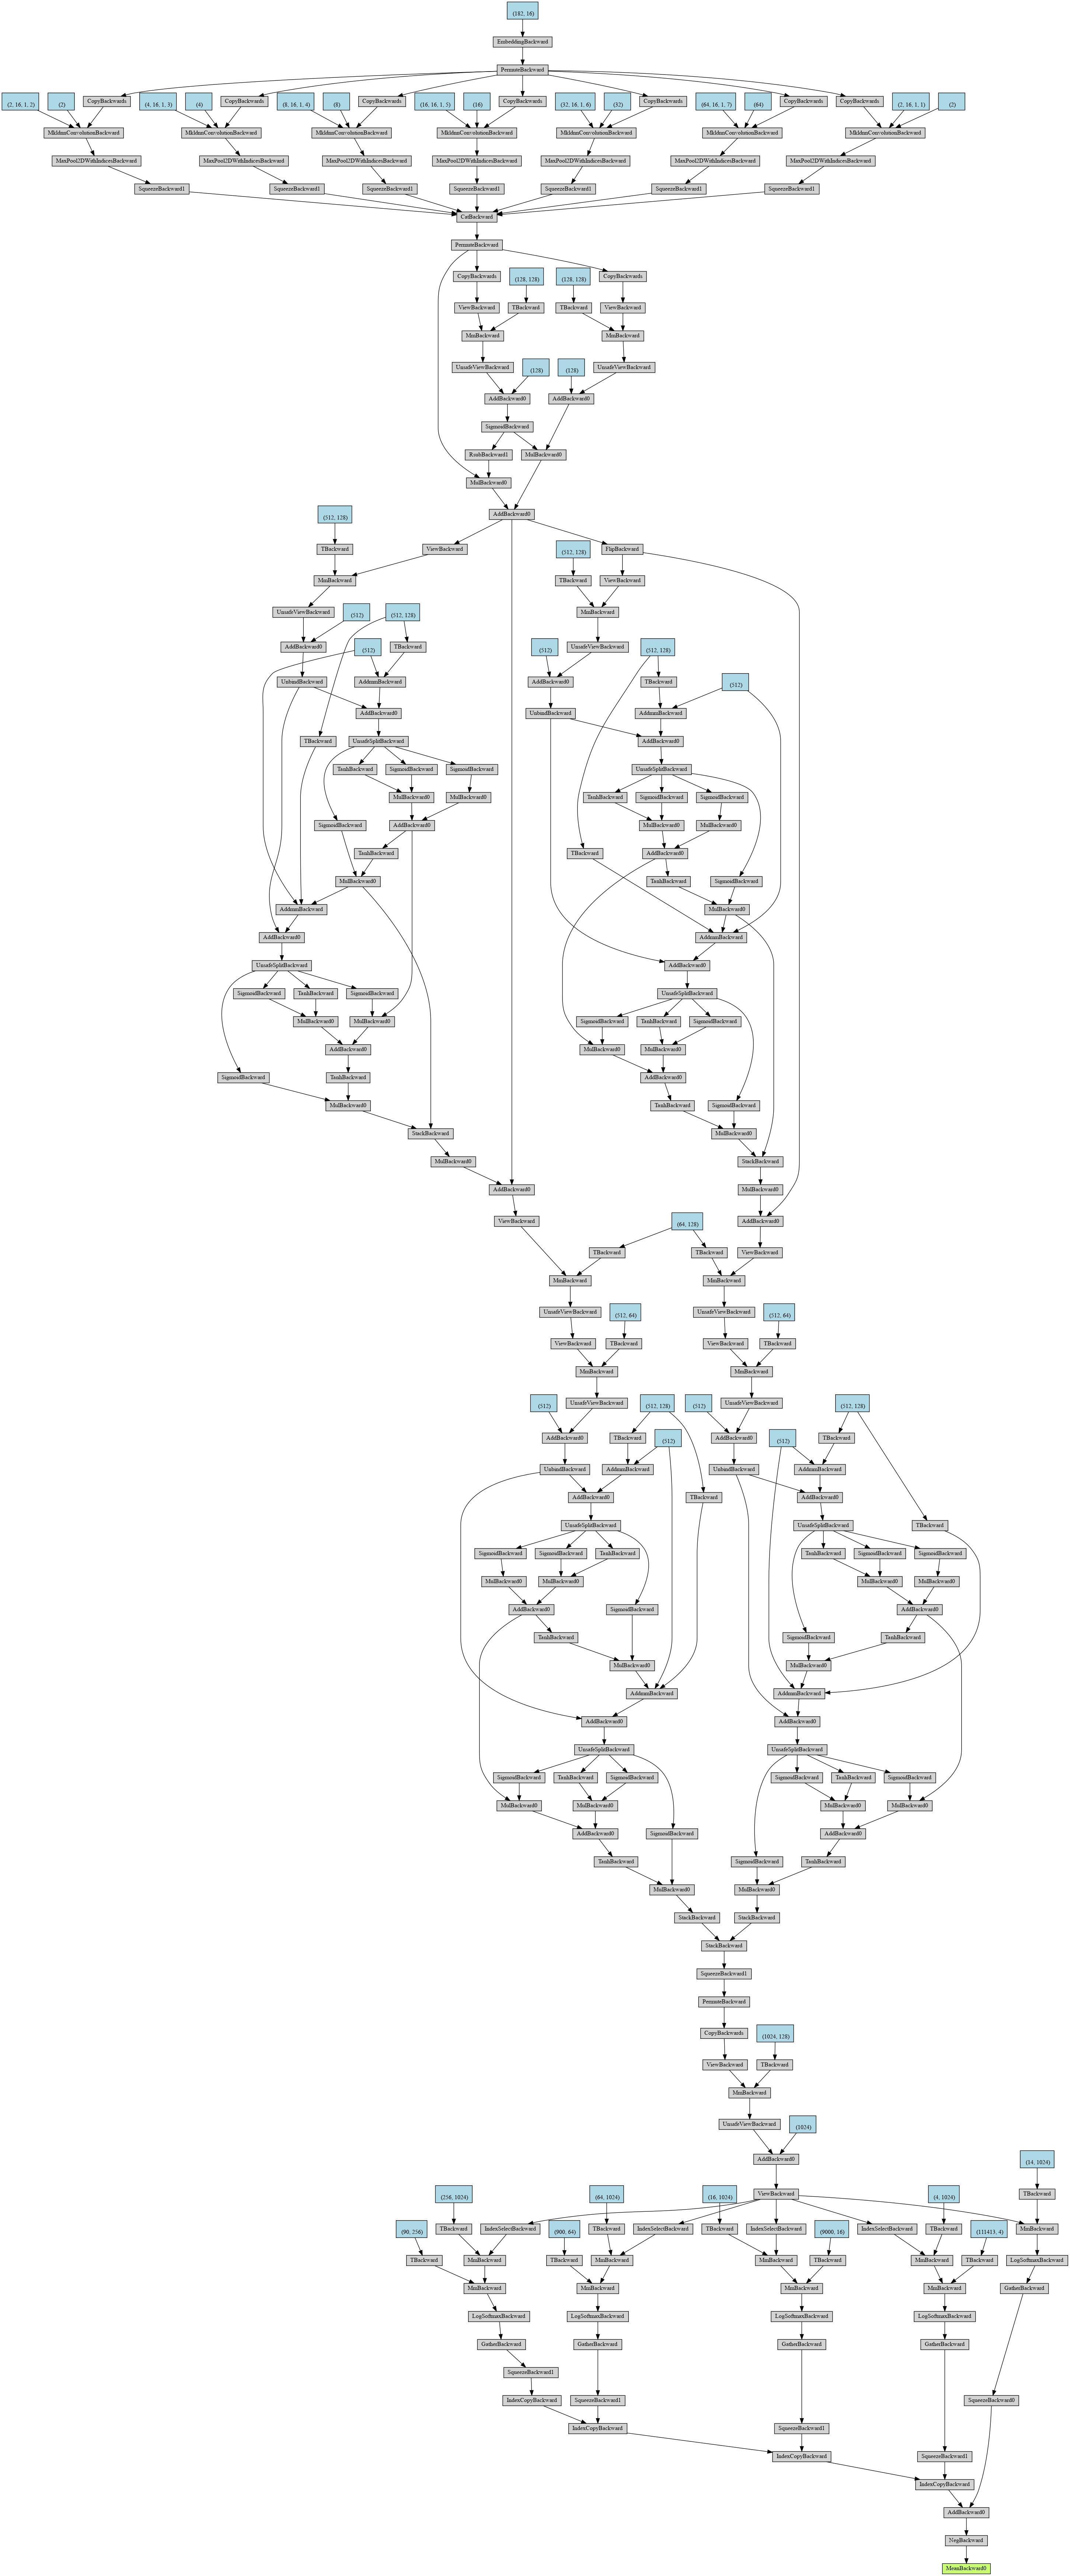 (182, 16)
EmbeddingBackward
PermuteBackward
(2, 16, 1, 2) (2) CopyBackwards (4, 16, 1, 3) (4) CopyBackwards (8, 16, 1, 4) (8) CopyBackwards (16, 16, 1, 5) (16) CopyBackwards (32, 16, 1, 6) (32) CopyBackwards (64, 16, 1, 7) (64) CopyBackwards CopyBackwards (2, 16, 1, 1) (2)
MkldnnConvolutionBackward MkldnnConvolutionBackward MkldnnConvolutionBackward MkldnnConvolutionBackward MkldnnConvolutionBackward MkldnnConvolutionBackward MkldnnConvolutionBackward
MaxPool2DWithIndicesBackward MaxPool2DWithIndicesBackward MaxPool2DWithIndicesBackward MaxPool2DWithIndicesBackward MaxPool2DWithIndicesBackward MaxPool2DWithIndicesBackward MaxPool2DWithIndicesBackward
SqueezeBackward1 SqueezeBackward1 SqueezeBackward1 SqueezeBackward1 SqueezeBackward1 SqueezeBackward1 SqueezeBackward1
CatBackward
PermuteBackward
CopyBackwards (128, 128) (128, 128) CopyBackwards
ViewBackward TBackward TBackward ViewBackward
MmBackward MmBackward
UnsafeViewBackward (128) (128) UnsafeViewBackward
AddBackward0 AddBackward0
SigmoidBackward
RsubBackward1 MulBackward0
MulBackward0
(512, 128) AddBackward0
TBackward ViewBackward (512, 128) FlipBackward
MmBackward TBackward ViewBackward
UnsafeViewBackward (512) (512, 128) MmBackward
AddBackward0 (512) TBackward (512) UnsafeViewBackward (512, 128)
UnbindBackward AddmmBackward AddBackward0 TBackward (512)
AddBackward0 UnbindBackward AddmmBackward
TBackward UnsafeSplitBackward AddBackward0
TanhBackward SigmoidBackward SigmoidBackward UnsafeSplitBackward
MulBackward0 MulBackward0 TanhBackward SigmoidBackward SigmoidBackward
SigmoidBackward AddBackward0 MulBackward0 MulBackward0
TanhBackward TBackward AddBackward0
MulBackward0 TanhBackward SigmoidBackward
AddmmBackward MulBackward0
AddBackward0 AddmmBackward
UnsafeSplitBackward AddBackward0
SigmoidBackward TanhBackward SigmoidBackward UnsafeSplitBackward
MulBackward0 MulBackward0 SigmoidBackward TanhBackward SigmoidBackward
AddBackward0 MulBackward0 MulBackward0
SigmoidBackward TanhBackward AddBackward0
MulBackward0 TanhBackward SigmoidBackward
StackBackward MulBackward0
MulBackward0 StackBackward
AddBackward0 MulBackward0
ViewBackward (64, 128) AddBackward0
TBackward TBackward ViewBackward
MmBackward MmBackward
UnsafeViewBackward (512, 64) UnsafeViewBackward (512, 64)
ViewBackward TBackward ViewBackward TBackward
MmBackward MmBackward
(512) UnsafeViewBackward (512, 128) (512) UnsafeViewBackward (512, 128)
AddBackward0 TBackward (512) AddBackward0 (512) TBackward
UnbindBackward AddmmBackward UnbindBackward AddmmBackward
AddBackward0 TBackward AddBackward0
UnsafeSplitBackward UnsafeSplitBackward TBackward
SigmoidBackward SigmoidBackward TanhBackward TanhBackward SigmoidBackward SigmoidBackward
MulBackward0 MulBackward0 MulBackward0 MulBackward0
AddBackward0 SigmoidBackward AddBackward0
TanhBackward SigmoidBackward TanhBackward
MulBackward0 MulBackward0
AddmmBackward AddmmBackward
AddBackward0 AddBackward0
UnsafeSplitBackward UnsafeSplitBackward
SigmoidBackward TanhBackward SigmoidBackward SigmoidBackward TanhBackward SigmoidBackward
MulBackward0 MulBackward0 MulBackward0 MulBackward0
AddBackward0 SigmoidBackward AddBackward0
TanhBackward SigmoidBackward TanhBackward
MulBackward0 MulBackward0
StackBackward StackBackward
StackBackward
SqueezeBackward1
PermuteBackward
CopyBackwards (1024, 128)
ViewBackward TBackward
MmBackward
UnsafeViewBackward (1024)
AddBackward0 (14, 1024)
(256, 1024) (64, 1024) (16, 1024) ViewBackward (4, 1024) TBackward
(90, 256) TBackward IndexSelectBackward (900, 64) TBackward IndexSelectBackward TBackward IndexSelectBackward (9000, 16) IndexSelectBackward TBackward (111413, 4) MmBackward
TBackward MmBackward TBackward MmBackward MmBackward TBackward MmBackward TBackward LogSoftmaxBackward
MmBackward MmBackward MmBackward MmBackward GatherBackward
LogSoftmaxBackward LogSoftmaxBackward LogSoftmaxBackward LogSoftmaxBackward
GatherBackward GatherBackward GatherBackward GatherBackward
SqueezeBackward1
IndexCopyBackward SqueezeBackward1 SqueezeBackward0
IndexCopyBackward SqueezeBackward1
IndexCopyBackward SqueezeBackward1
IndexCopyBackward
AddBackward0
NegBackward
MeanBackward0